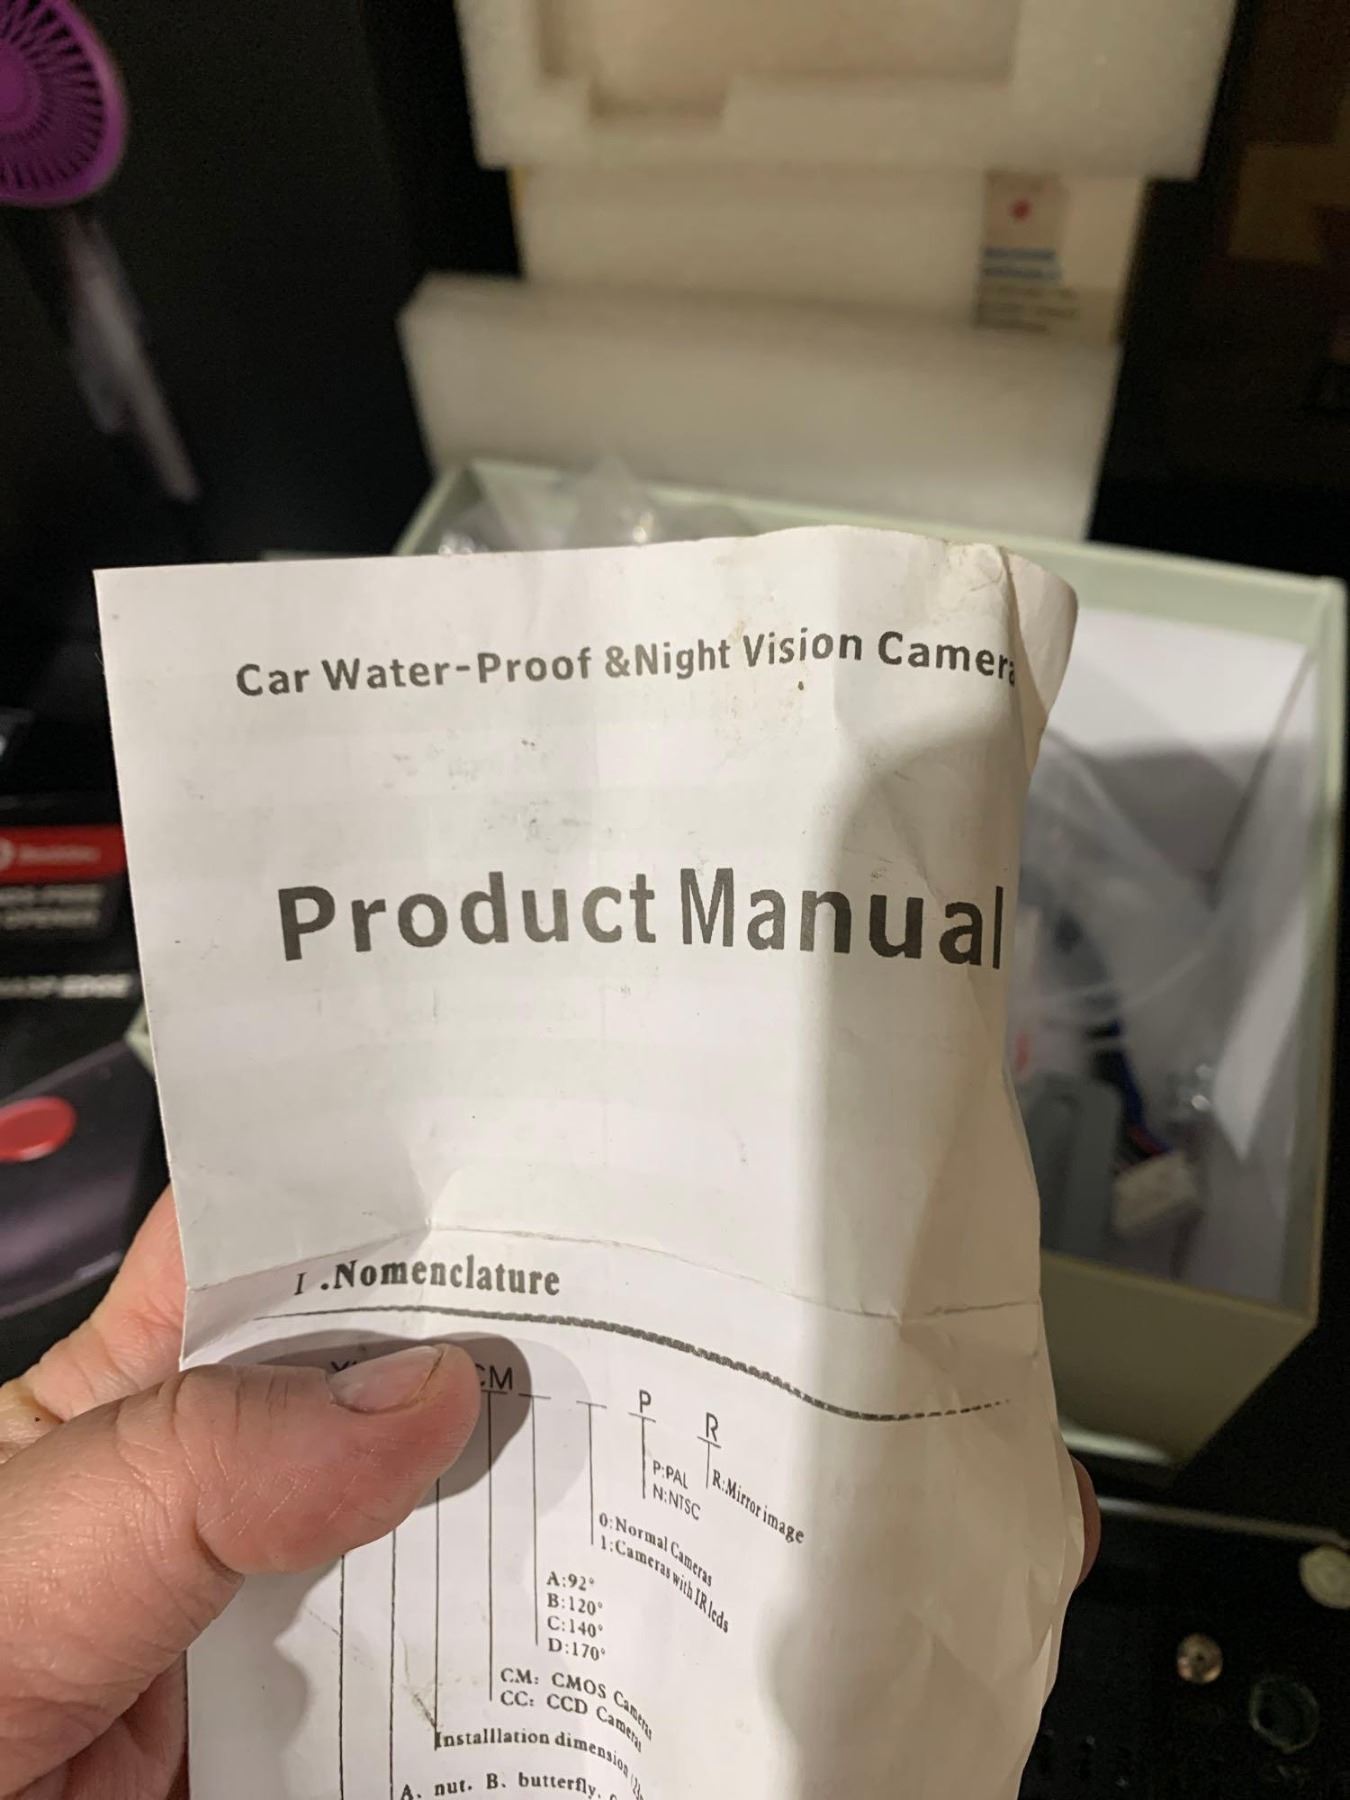 Car Water-Proof &Night Vision Camera
Product Manual
I .Nomenclature
CM
P
R
P:PAL
N:NTSC
R:Mirror image
0:Normal Cameras
1:Cameras with IR leds
A:92°
B:120°
C:140°
D:170°
CM: CMOS Cameras
CC: CCD Cameras
Installlation dimension
A. nut. B. butterfly.
EDGE